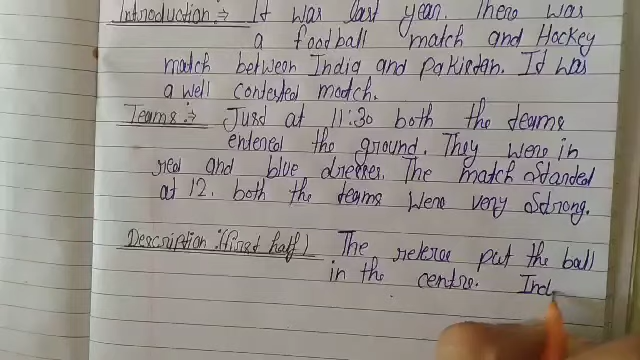 Introduction :→ It was last year. There was
a football match and Hockey
match between India and Pakistan. It was
a well contested match.
Teams :→ Just at 11:30 both the teams
entered the ground. They were in
red and blue dresses. The match started
at 12. both the teams were very strong.
Description :(first half) The referee put the ball
in the centre. Ind